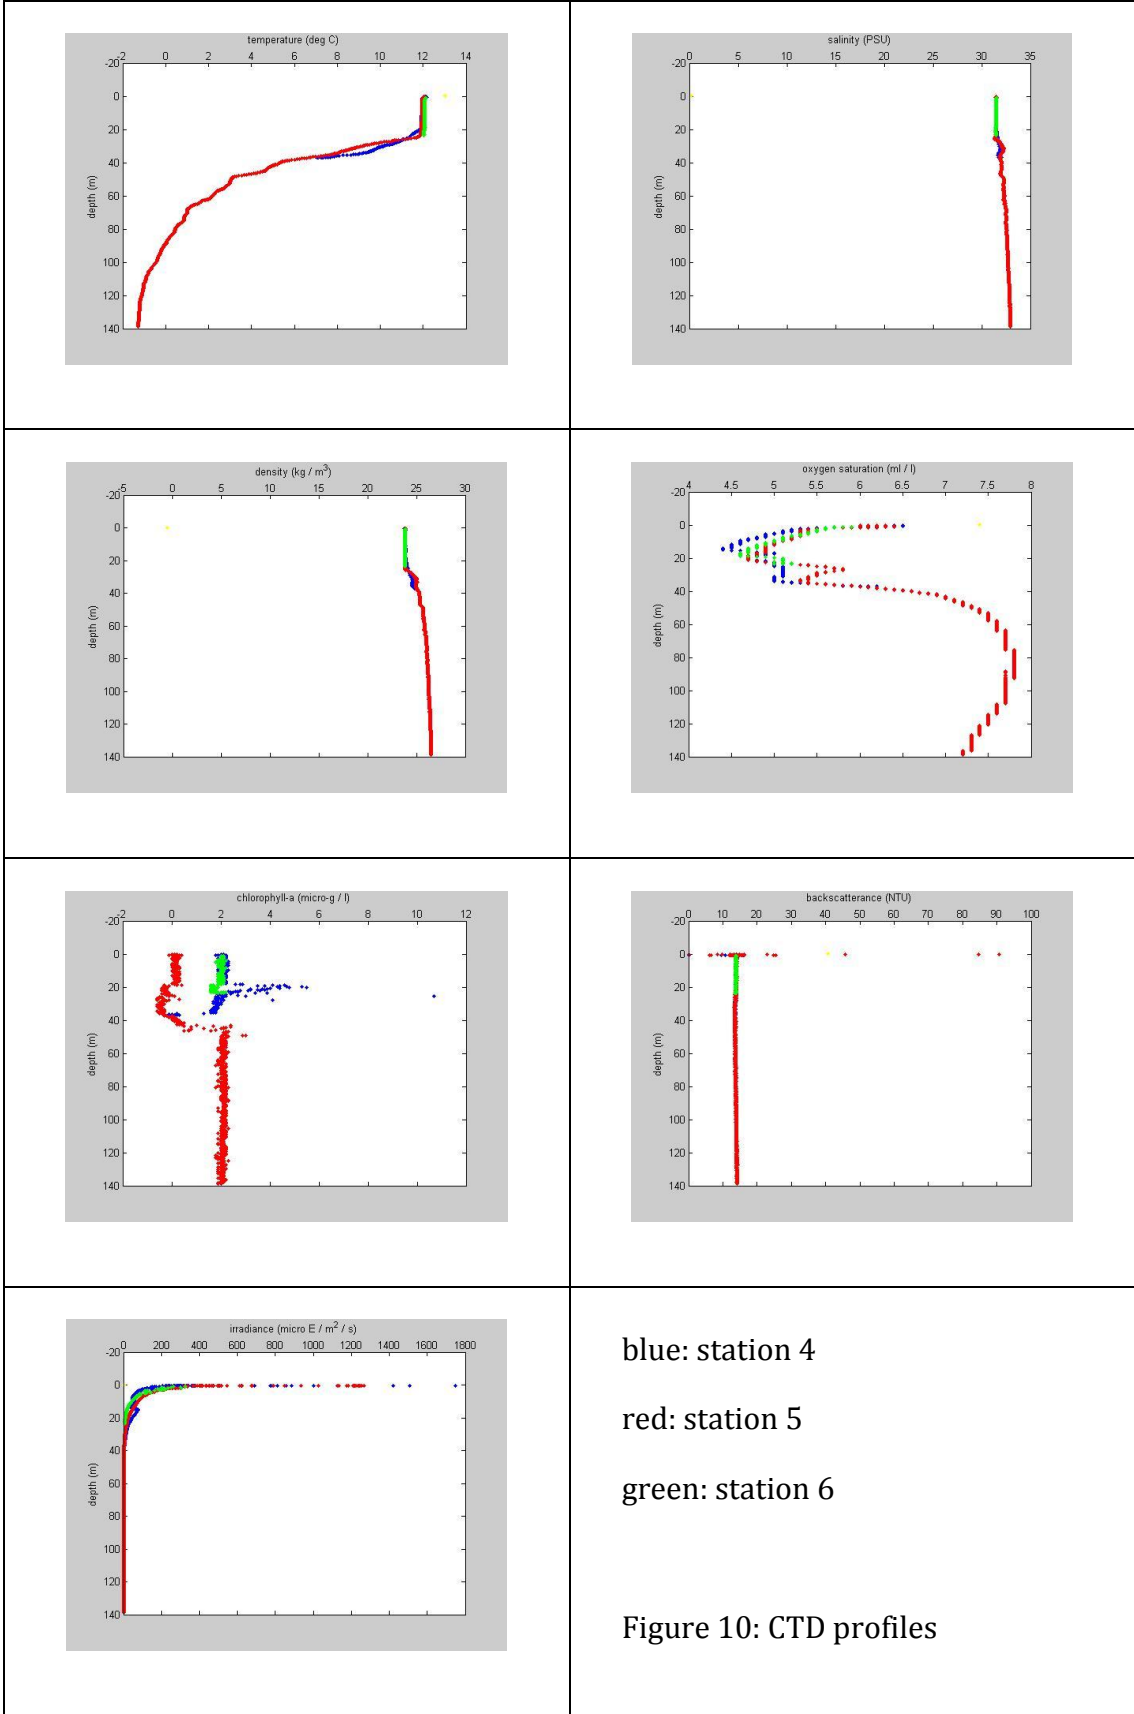 temperature (deg C)
-2 0 2 4 6 8 10 12 14
-20
0
20
40
60
80
100
120
140
depth (m)
salinity (PSU)
0 5 10 15 20 25 30 35
-20
0
20
40
60
80
100
120
140
depth (m)
density (kg / m3)
-5 0 5 10 15 20 25 30
-20
0
20
40
60
80
100
120
140
depth (m)
oxygen saturation (ml / l)
4 4.5 5 5.5 6 6.5 7 7.5 8
-20
0
20
40
60
80
100
120
140
depth (m)
chlorophyll-a (micro-g / l)
-2 0 2 4 6 8 10 12
-20
0
20
40
60
80
100
120
140
depth (m)
backscatterance (NTU)
0 10 20 30 40 50 60 70 80 90 100
-20
0
20
40
60
80
100
120
140
depth (m)
irradiance (micro E / m2 / s)
0 200 400 600 800 1000 1200 1400 1600 1800
-20
0
20
40
60
80
100
120
140
depth (m)
blue: station 4
red: station 5
green: station 6
Figure 10: CTD profiles